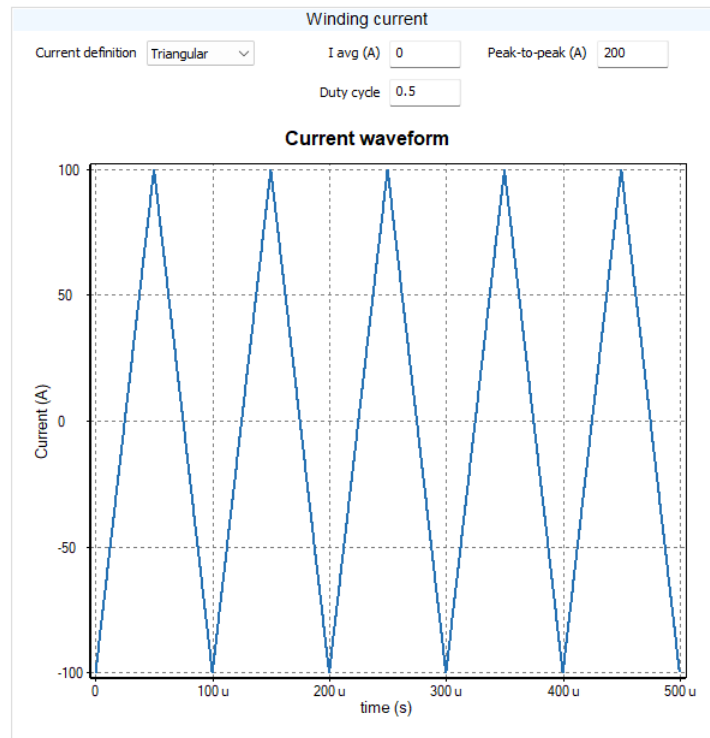 Winding current
Current definition Triangular I avg (A) 0 Peak-to-peak (A) 200
Duty cycle 0.5
Current waveform
100
50
0
-50
-100
Current (A)
0 100 u 200 u 300 u 400 u 500 u
time (s)